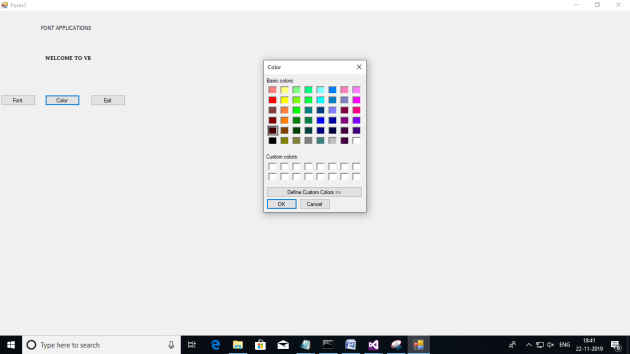 Form1
FONT APPLICATIONS
WELCOME TO VB
Font
Color
Exit
Color
Basic colors:
Custom colors:
Define Custom Colors >>
OK
Cancel
Type here to search
ENG
18:41
22-11-2019
6